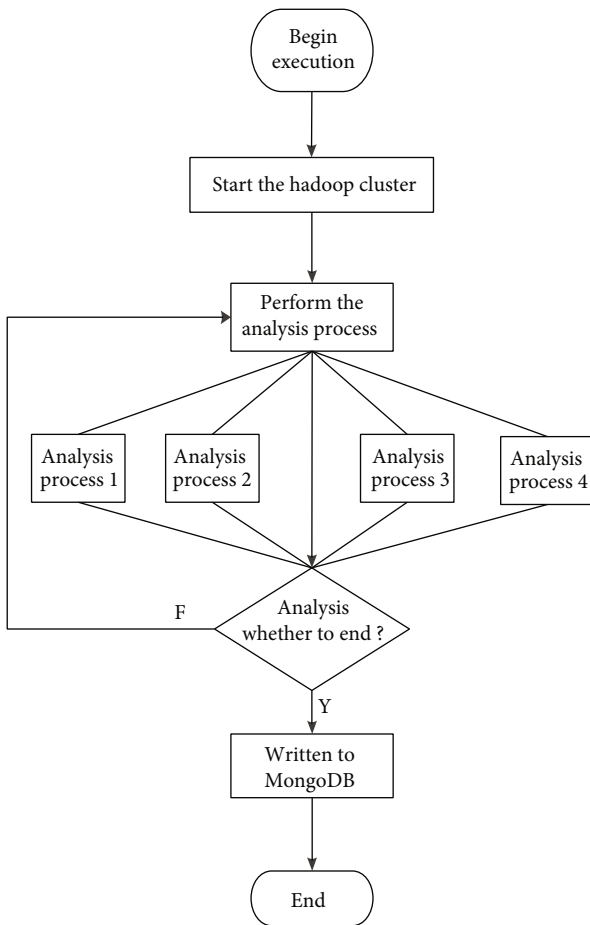 Begin
execution
Start the hadoop cluster
Perform the
analysis process
Analysis
process 1
Analysis
process 2
Analysis
process 3
Analysis
process 4
Analysis
whether to end ?
F
Y
Written to
MongoDB
End